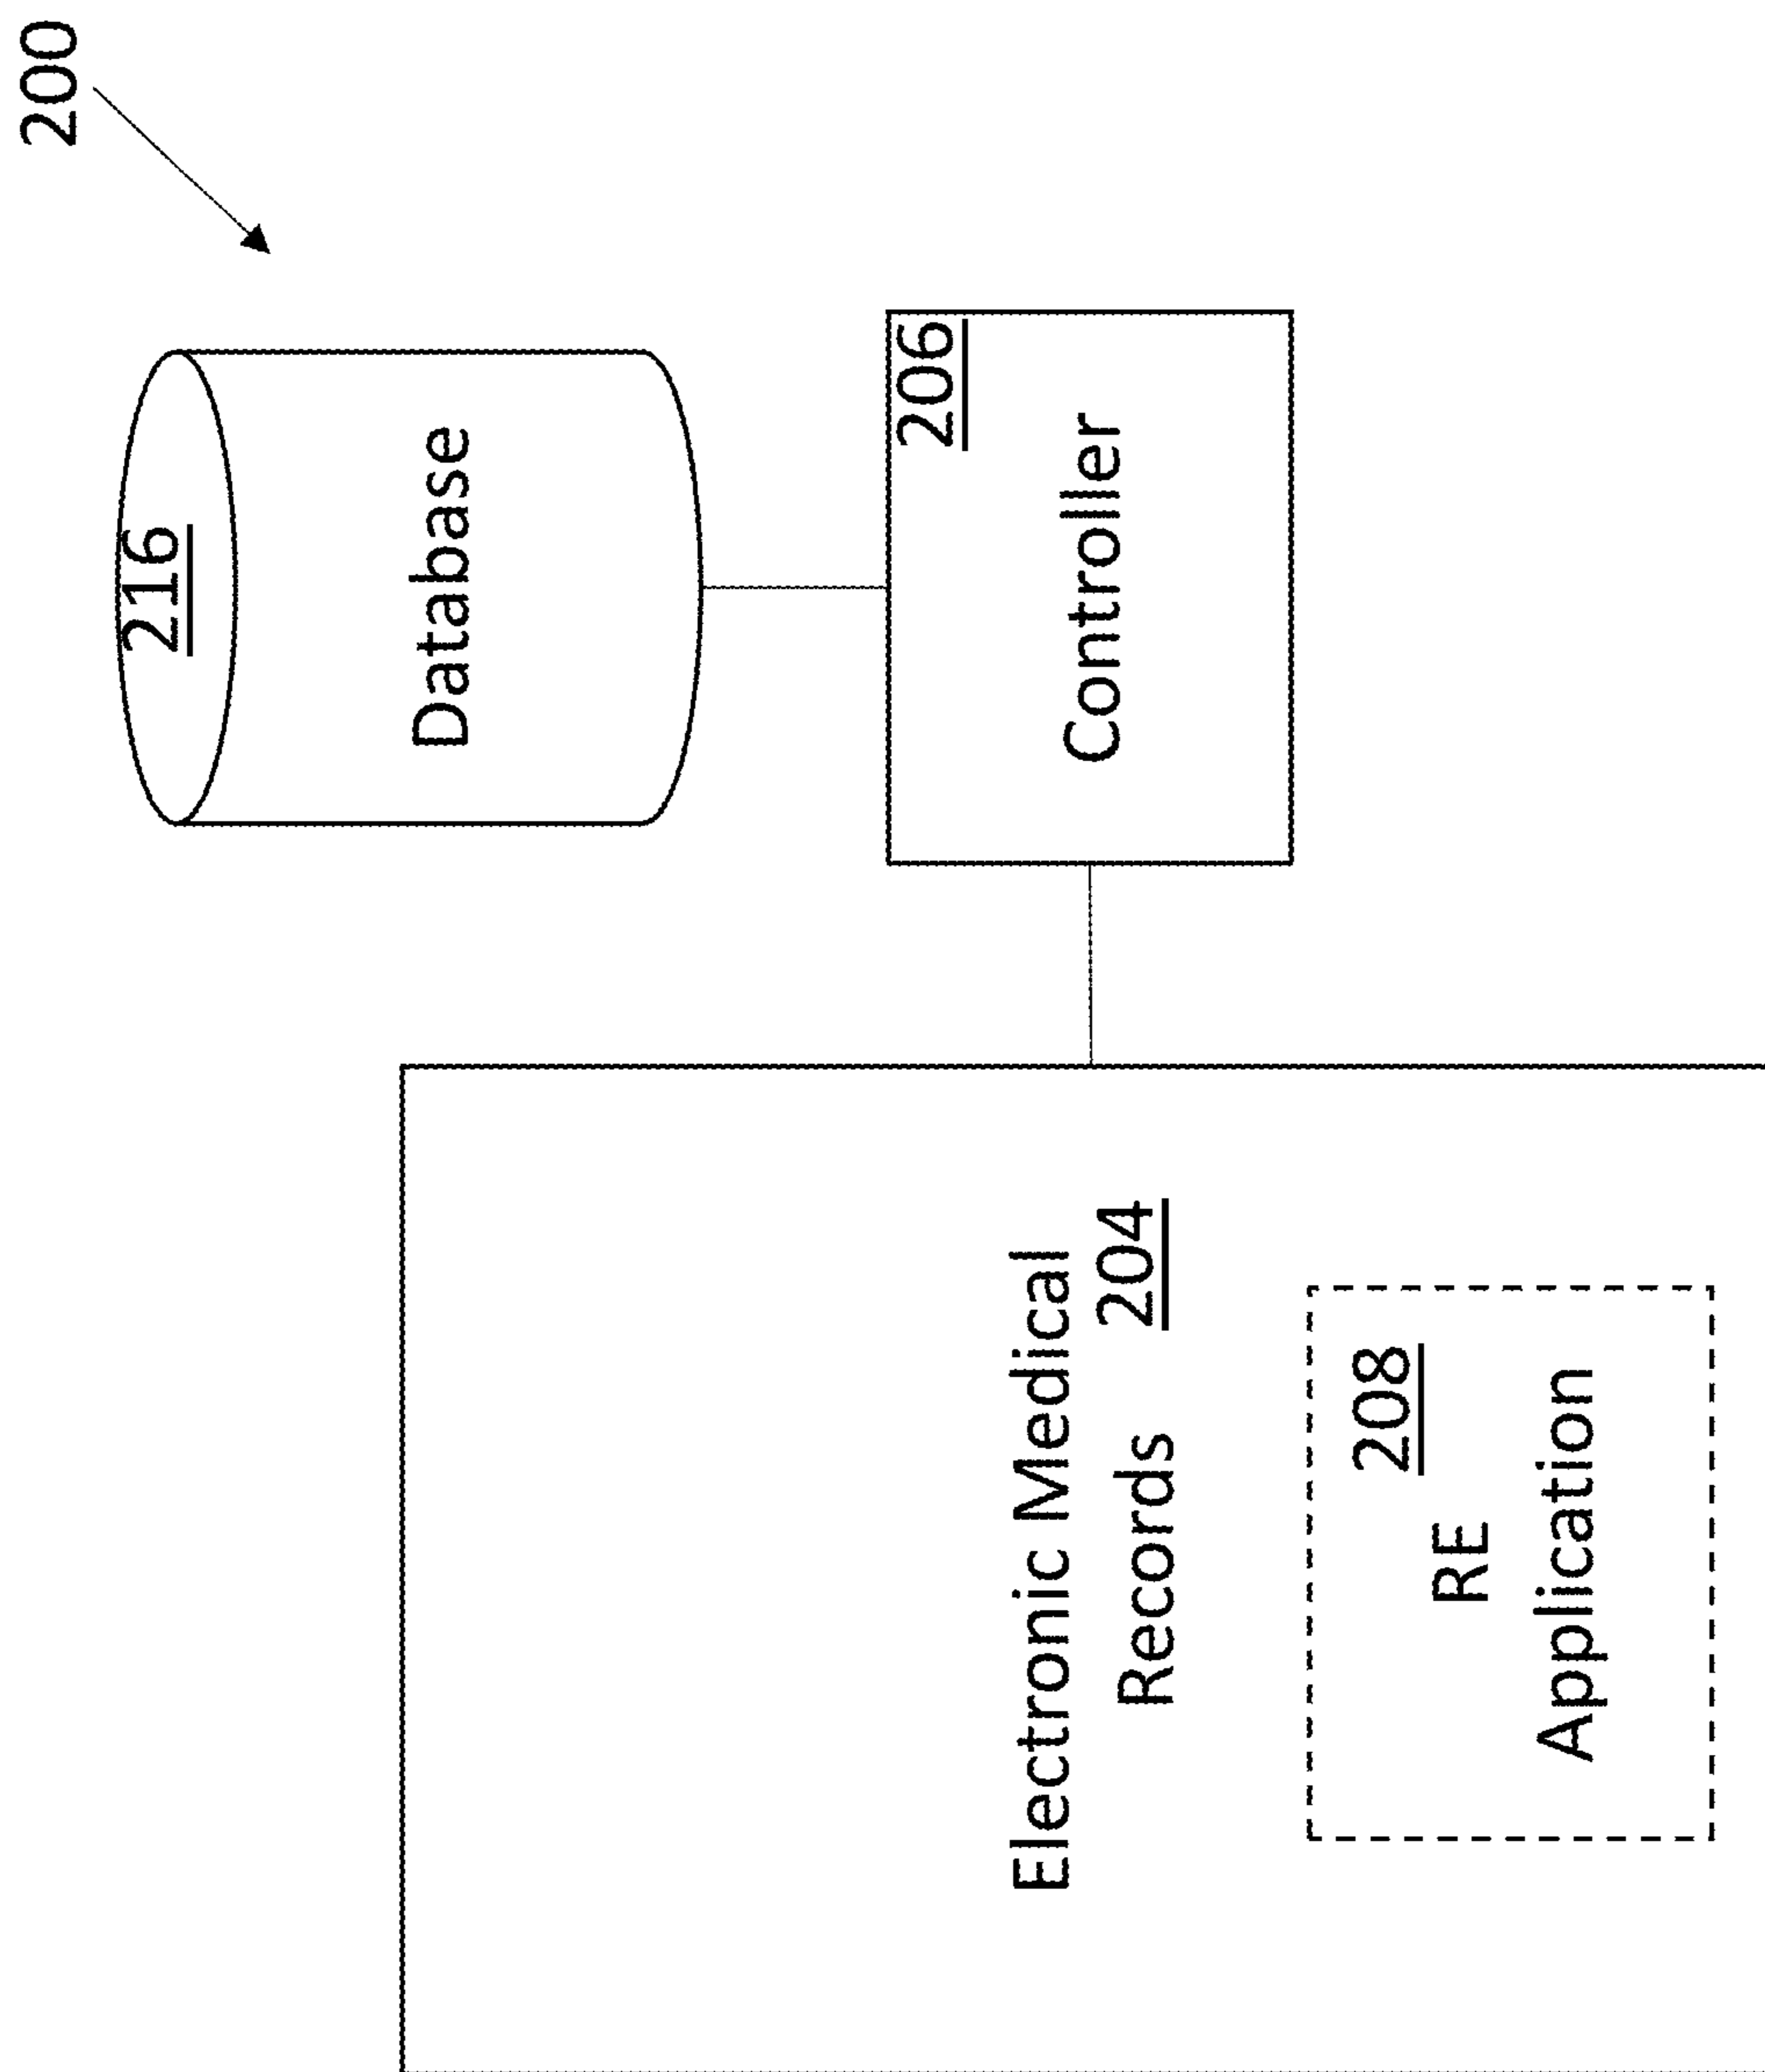 200
216
Database
206
Controller
Electronic Medical
Records 204
208
RE
Application